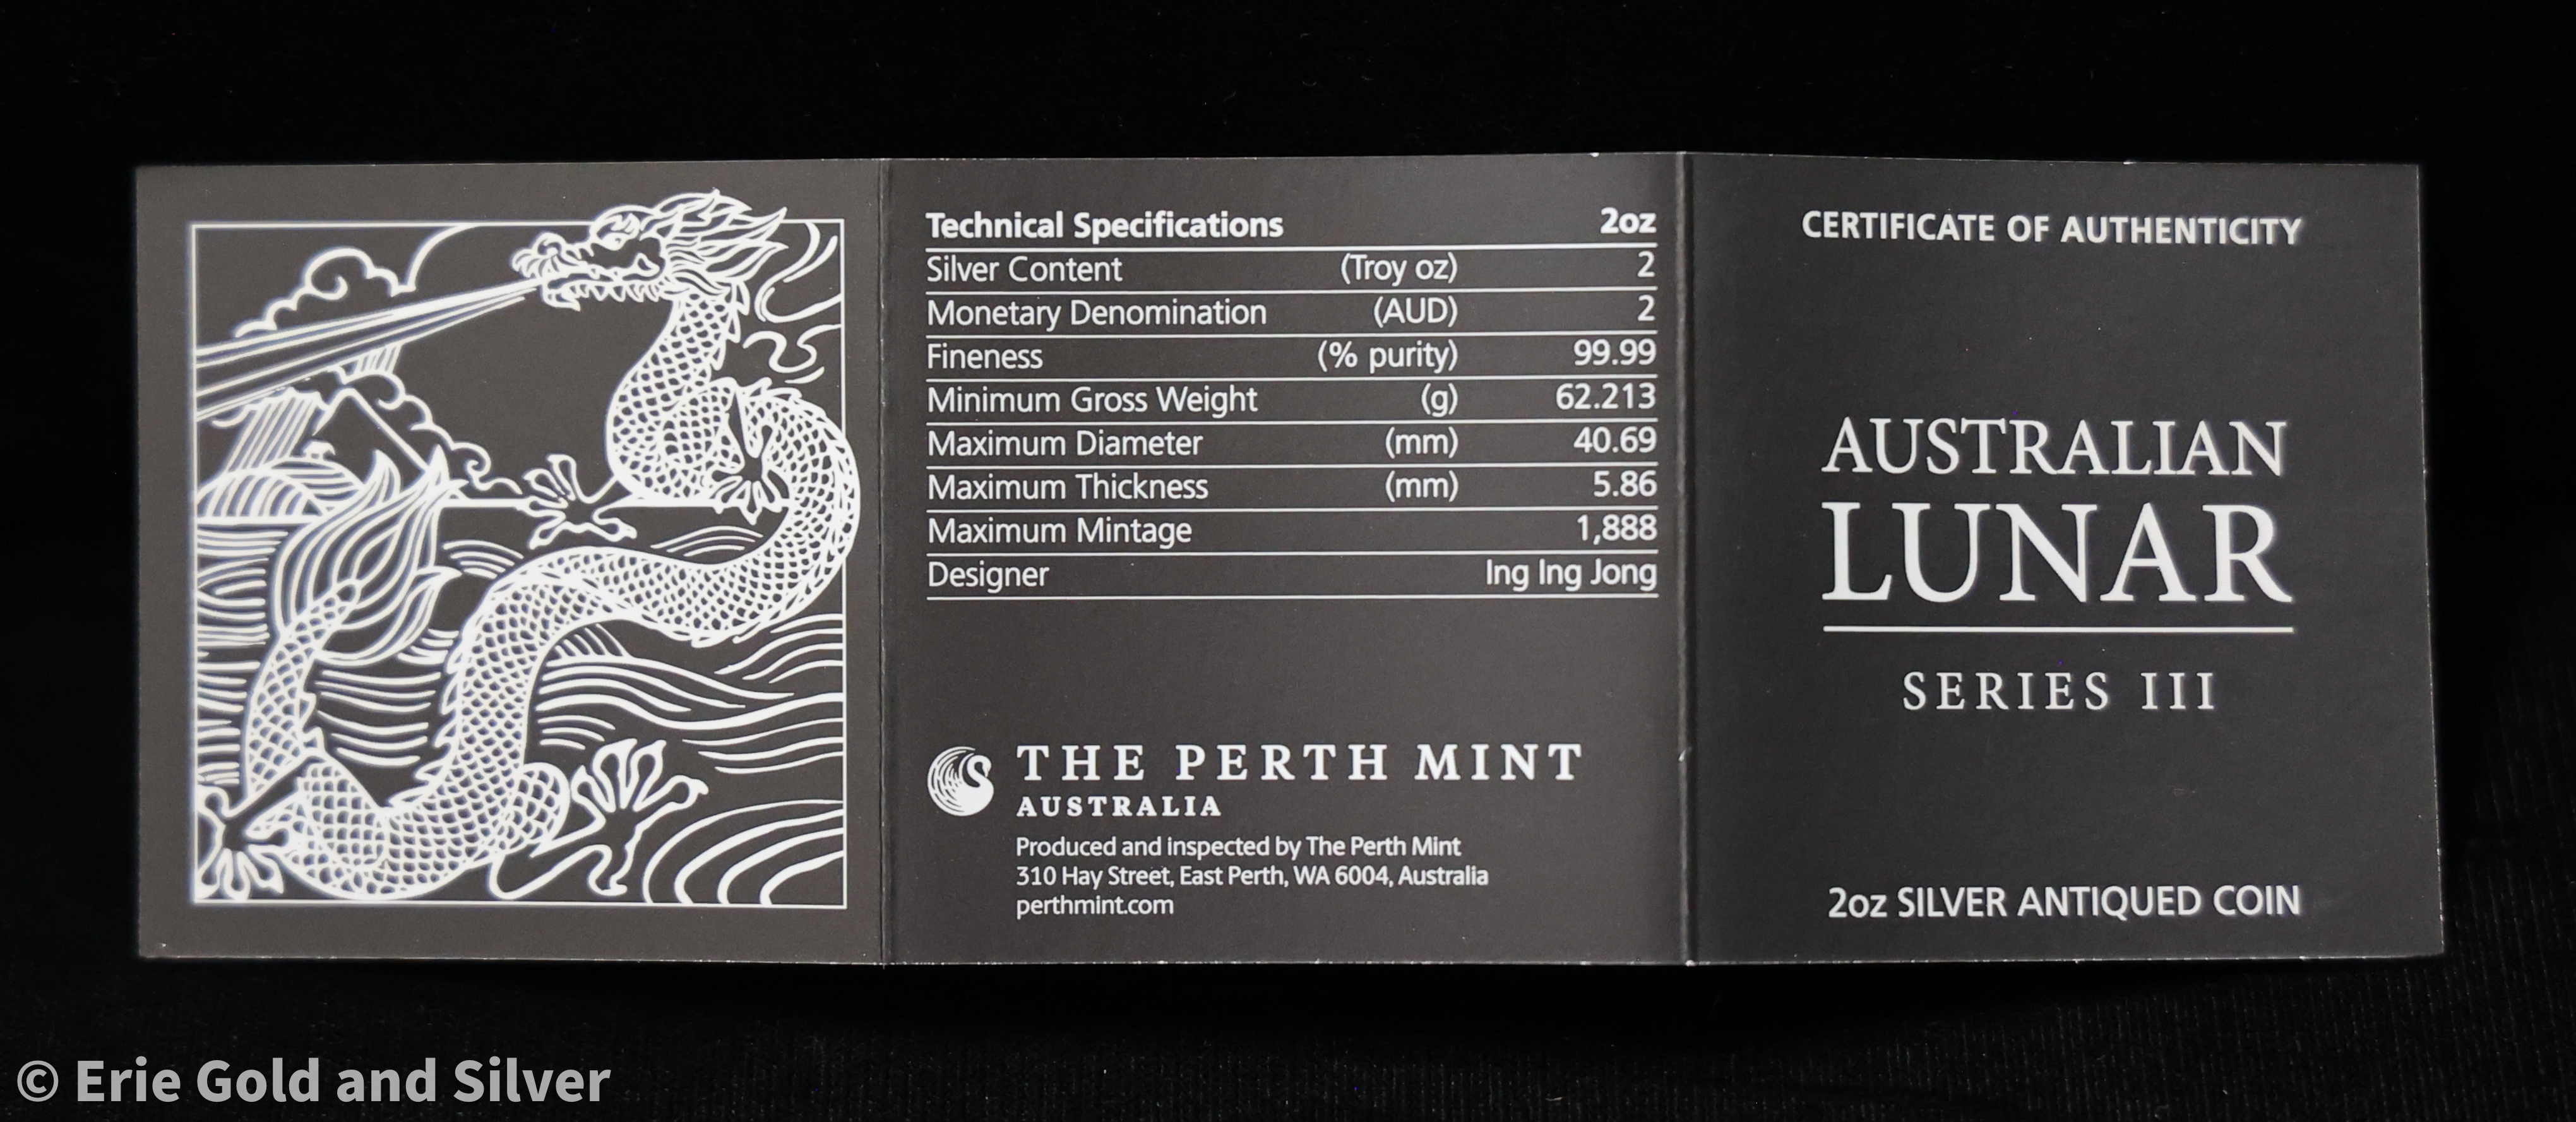 Technical Specifications 2oz
Silver Content (Troy oz) 2
Monetary Denomination (AUD) 2
Fineness (% purity) 99.99
Minimum Gross Weight (g) 62.213
Maximum Diameter (mm) 40.69
Maximum Thickness (mm) 5.86
Maximum Mintage 1,888
Designer Ing Ing Jong
THE PERTH MINT
AUSTRALIA
Produced and inspected by The Perth Mint
310 Hay Street, East Perth, WA 6004, Australia
perthmint.com
CERTIFICATE OF AUTHENTICITY
AUSTRALIAN
LUNAR
SERIES III
2oz SILVER ANTIQUED COIN
© Erie Gold and Silver